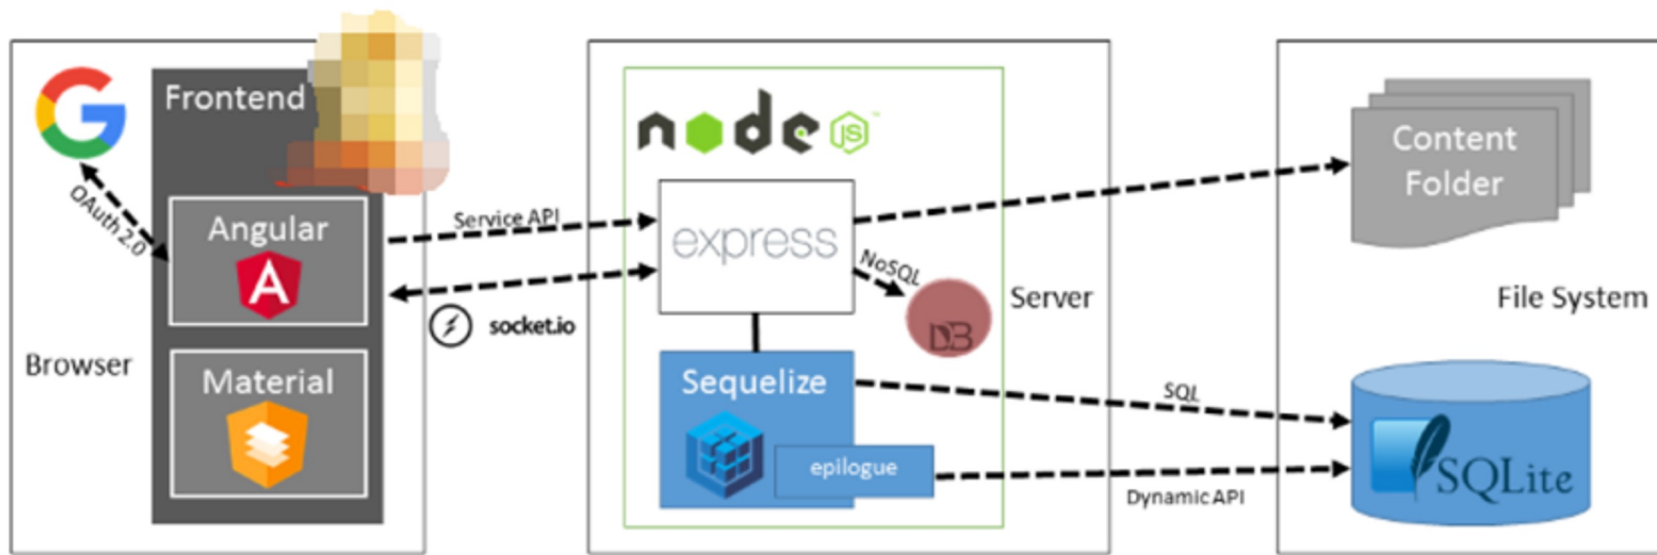 Frontend
OAuth 2.0
Angular
A
Browser
Material
Service API
socket.io
node
JS
express
NoSQL
DB
Server
Sequelize
epilogue
SQL
Dynamic API
Content
Folder
File System
SQLite